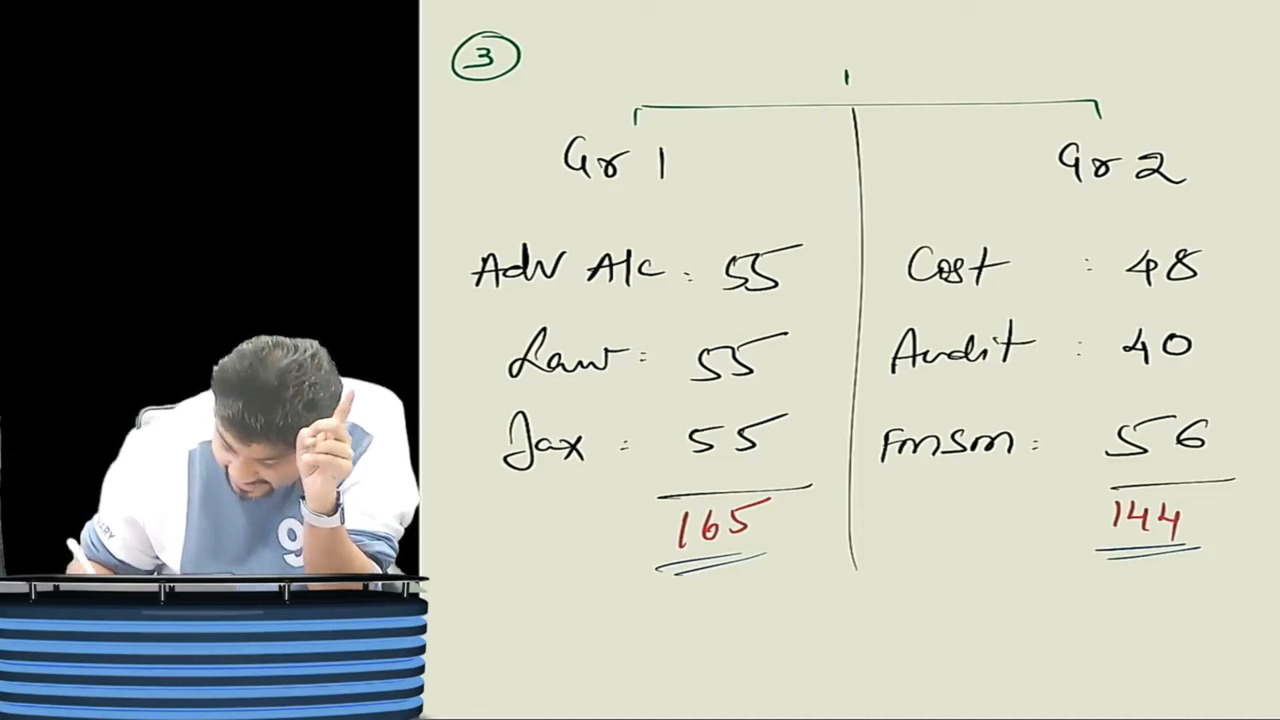 3
Gr 1
Adv A/c : 55
Law : 55
Tax : 55
165
Gr 2
Cost : 48
Audit : 40
FMSM : 56
144
9